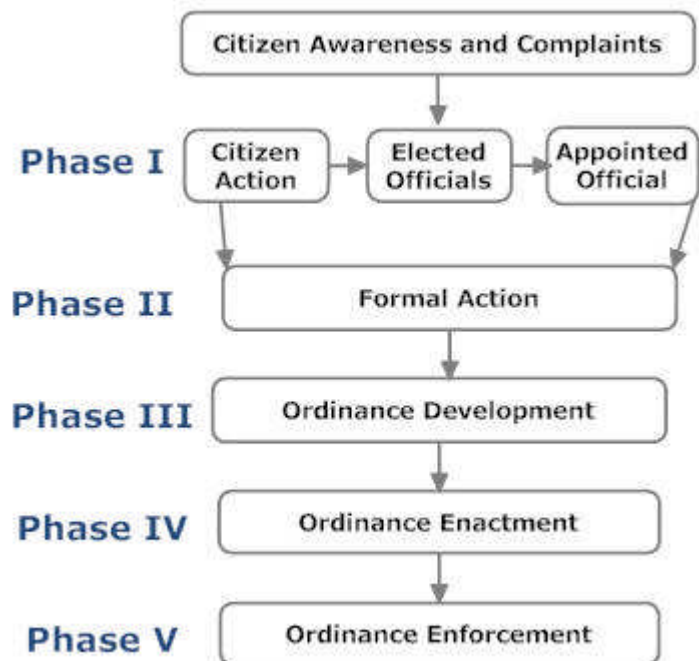 Citizen Awareness and Complaints
Phase I
Citizen
Action
Elected
Officials
Appointed
Official
Phase II
Formal Action
Phase III
Ordinance Development
Phase IV
Ordinance Enactment
Phase V
Ordinance Enforcement